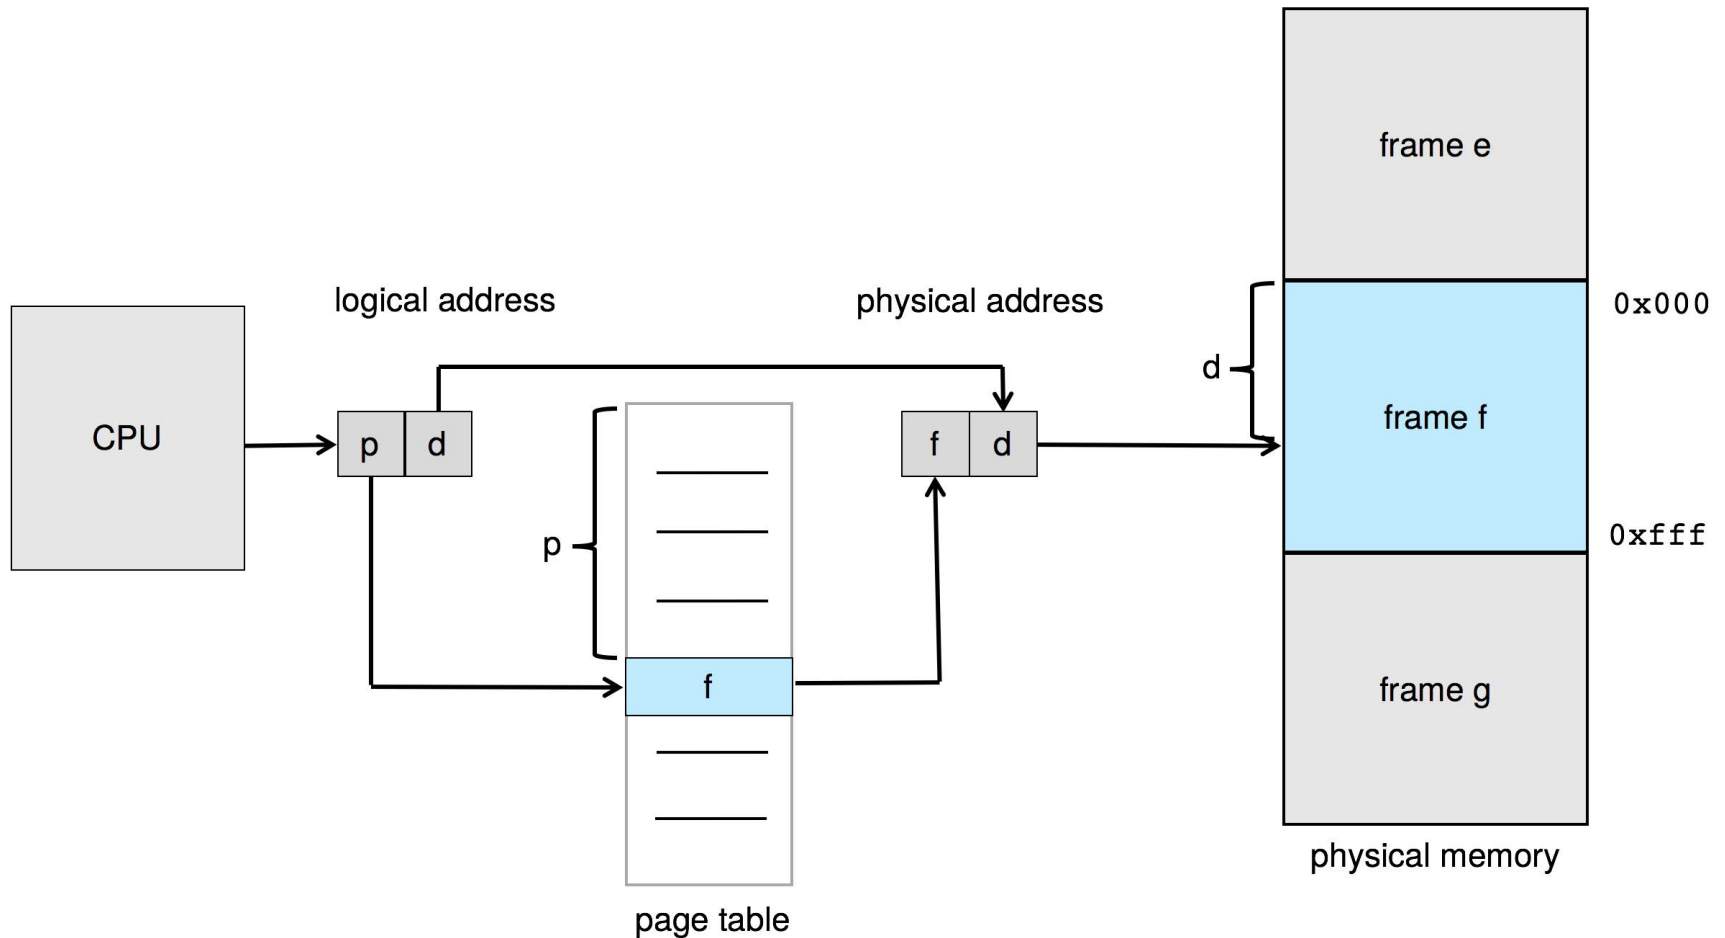 frame e
logical address
physical address
0x000
d
frame f
CPU
p
d
f
d
0xfff
p
f
frame g
physical memory
page table